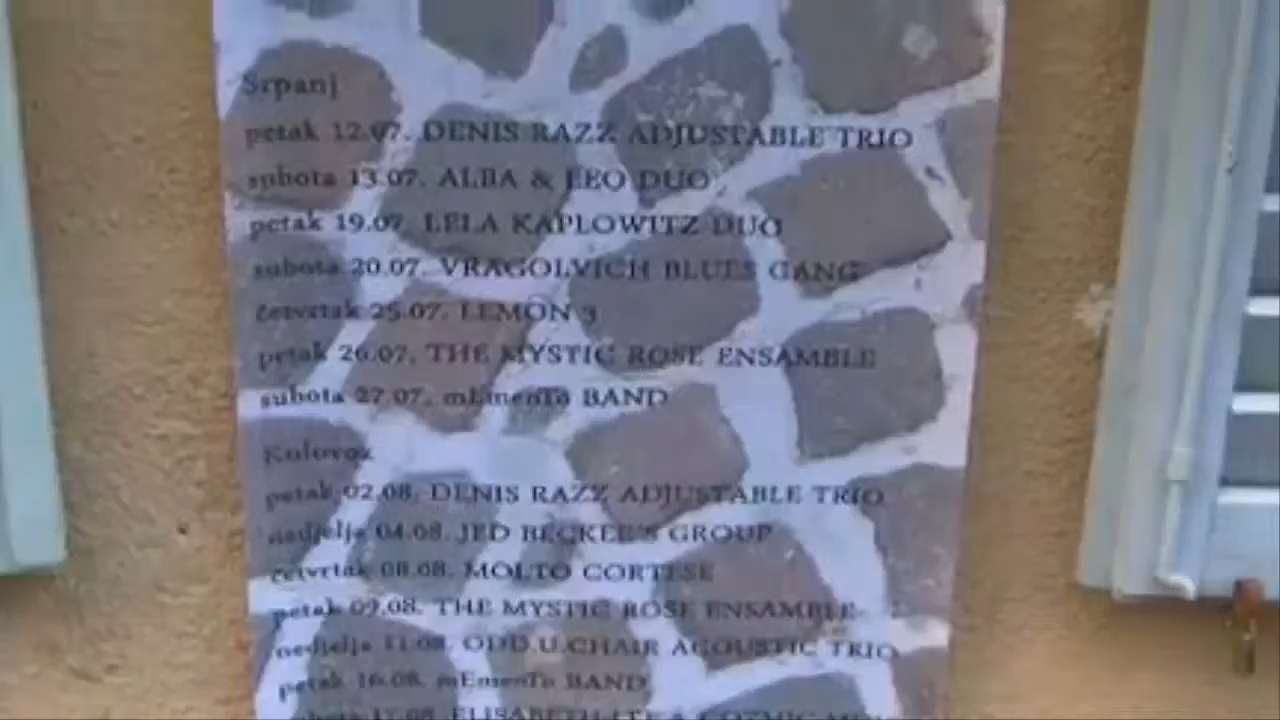 Srpanj
petak 12.07. DENIS RAZZ ADJUSTABLE TRIO
subota 13.07. ALBA & LEO DUO
petak 19.07. LELA KAPLOWITZ DUO
subota 20.07. VRAGOLVICH BLUES GANG
četvrtak 25.07. LEMON 3
petak 26.07. THE MYSTIC ROSE ENSAMBLE
subota 27.07. mEmenTo BAND
Kolovoz
petak 02.08. DENIS RAZZ ADJUSTABLE TRIO
nedjelja 04.08. JED BECKER'S GROUP
četvrtak 08.08. MOLTO CORTESE
petak 09.08. THE MYSTIC ROSE ENSAMBLE
nedjelja 11.08. ODD.U.CHAIR ACOUSTIC TRIO
petak 16.08. mEmenTo BAND
subota 17.08.